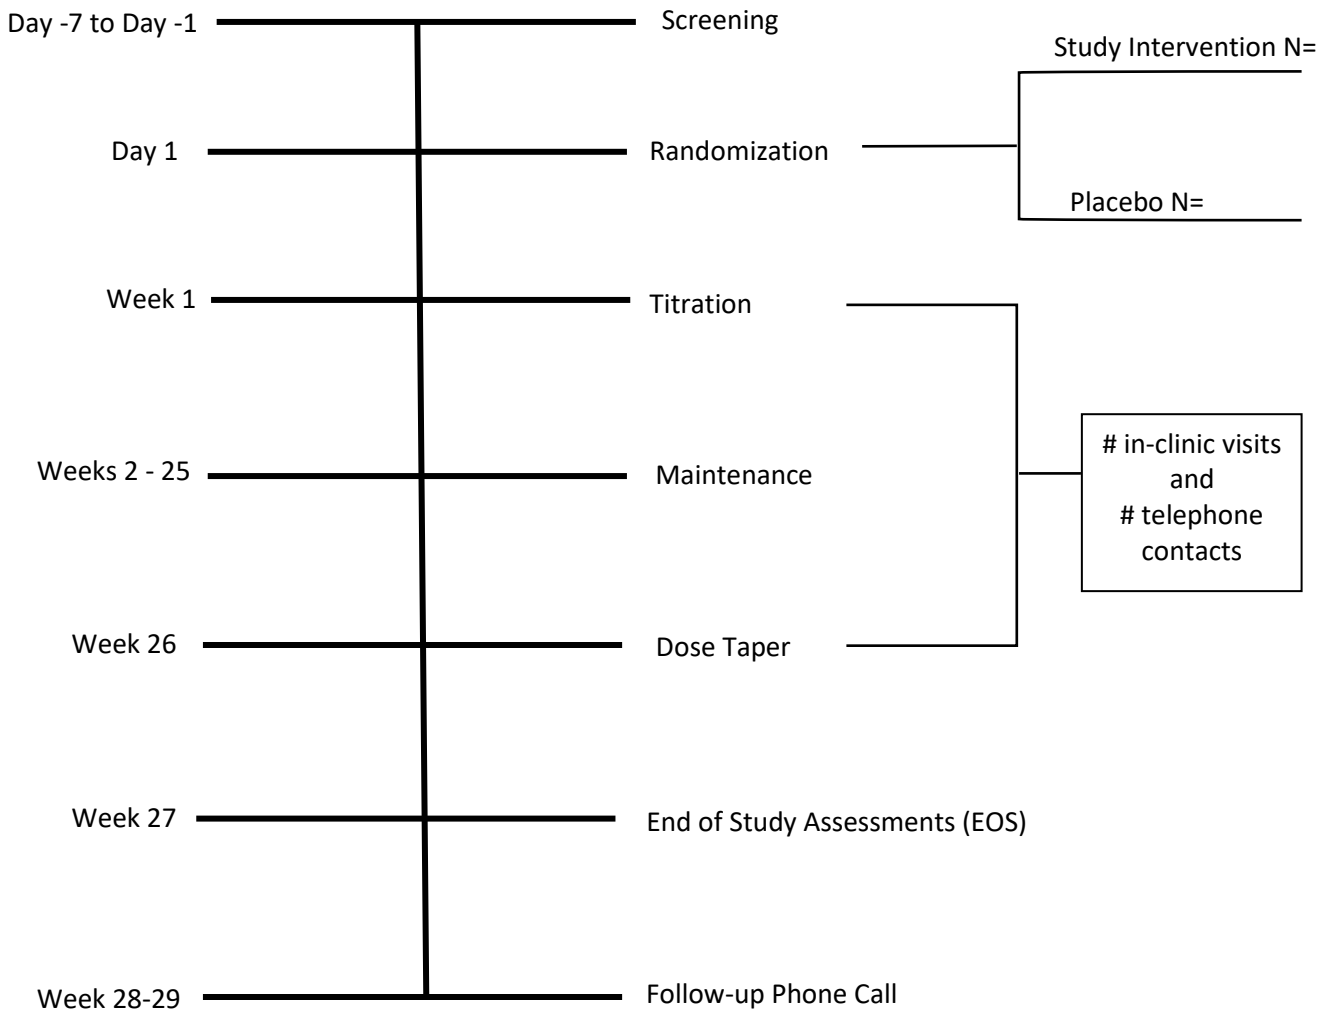 Day -7 to Day -1
Screening
Study Intervention N=
Day 1
Randomization
Placebo N=
Week 1
Titration
Weeks 2 - 25
Maintenance
# in-clinic visits
and
# telephone
contacts
Week 26
Dose Taper
Week 27
End of Study Assessments (EOS)
Week 28-29
Follow-up Phone Call